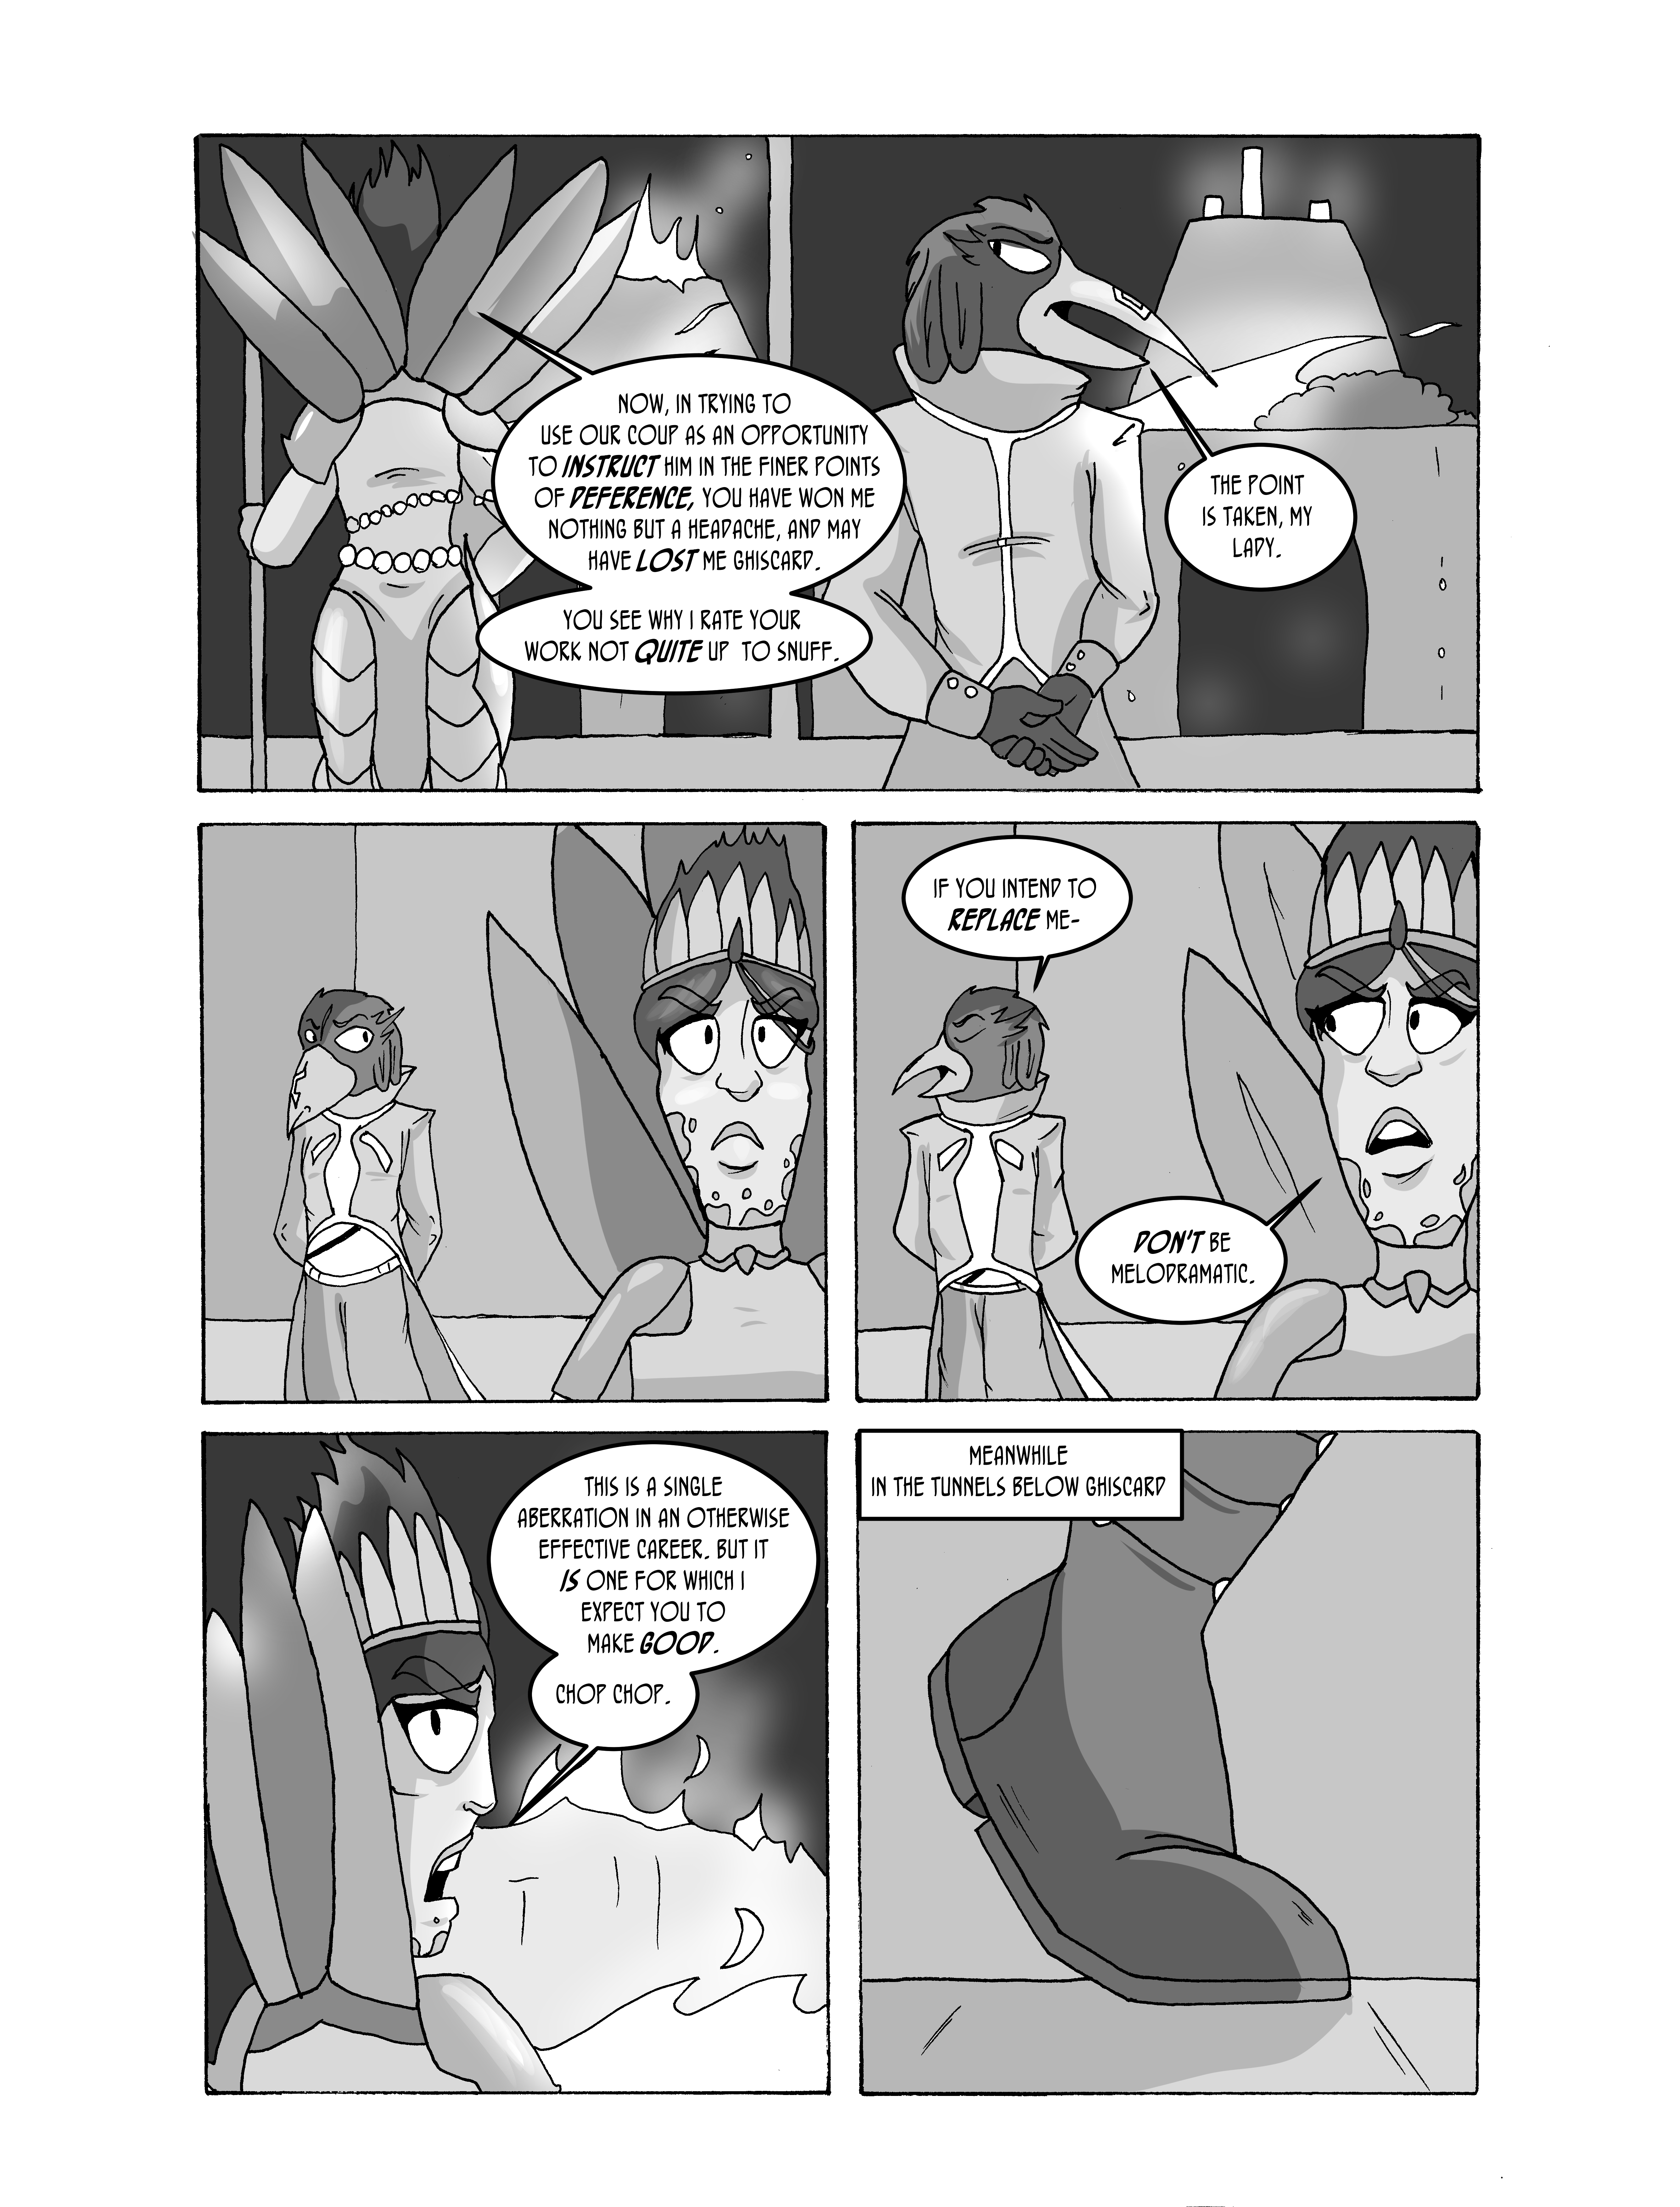 NOW, IN TRYING TO
USE OUR COUP AS AN OPPORTUNITY
TO INSTRUCT HIM IN THE FINER POINTS
OF DEFERENCE, YOU HAVE WON ME
NOTHING BUT A HEADACHE, AND MAY
HAVE LOST ME GHISCARD.
YOU SEE WHY I RATE YOUR
WORK NOT QUITE UP TO SNUFF.
THE POINT
IS TAKEN, MY
LADY.
IF YOU INTEND TO
REPLACE ME-
DON'T BE
MELODRAMATIC.
THIS IS A SINGLE
ABERRATION IN AN OTHERWISE
EFFECTIVE CAREER. BUT IT
IS ONE FOR WHICH I
EXPECT YOU TO
MAKE GOOD.
CHOP CHOP.
MEANWHILE
IN THE TUNNELS BELOW GHISCARD